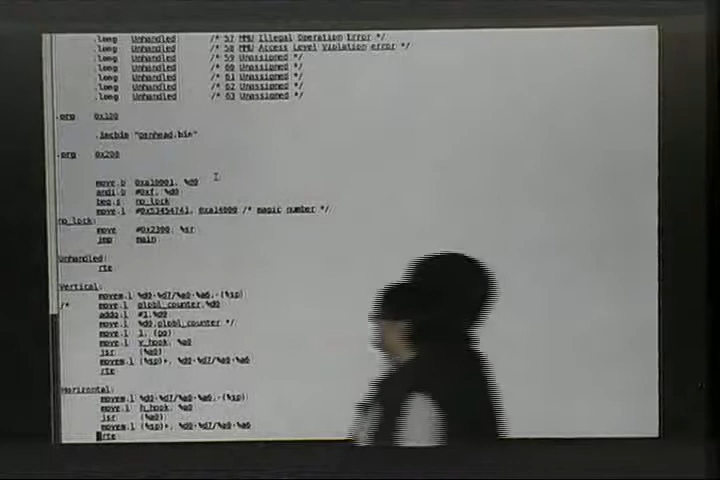 .long Unhandled /* 57 MMU Illegal Operation Error */
.long Unhandled /* 58 MMU Access Level Violation error */
.long Unhandled /* 59 Unassigned */
.long Unhandled /* 60 Unassigned */
.long Unhandled /* 61 Unassigned */
.long Unhandled /* 62 Unassigned */
.long Unhandled /* 63 Unassigned */
.org 0x100
.incbin "genhead.bin"
.org 0x200
move.b 0xa10001, %d0
andi.b #0xf, %d0
beq.s no_lock
move.l #0x53454741, 0xa14000 /* magic number */
no_lock:
move #0x2300, %sr
jmp main
Unhandled:
rte
Vertical:
movem.l %d0-%d7/%a0-%a6,-(%sp)
/* move.l plpbl_counter,%d0
addq.l #1,%d0
move.l %d0,plpbl_counter */
move.l
v_hook, %a0
jsr (%a0)
movem.l (%sp)+, %d0-%d7/%a0-%a6
rte
Horizontal:
movem.l %d0-%d7/%a0-%a6,-(%sp)
move.l h_hook, %a0
jsr (%a0)
movem.l (%sp)+, %d0-%d7/%a0-%a6
rte